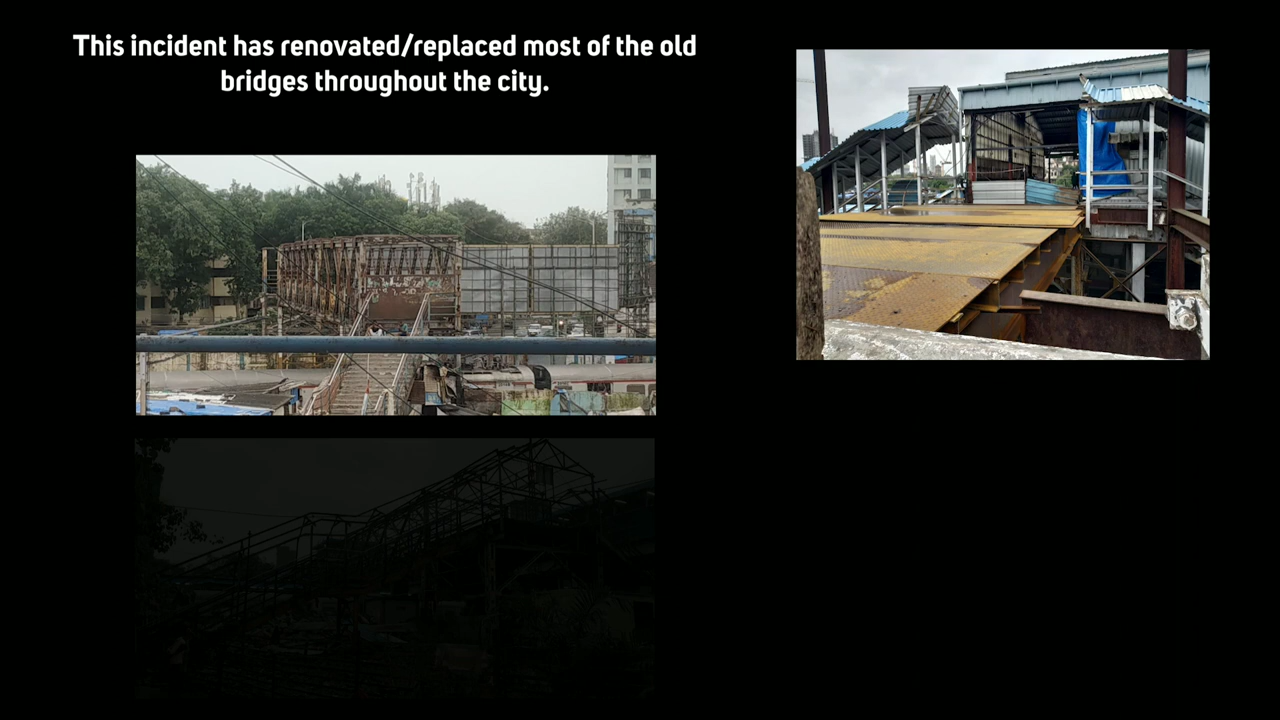 This incident has renovated/replaced most of the old
bridges throughout the city.